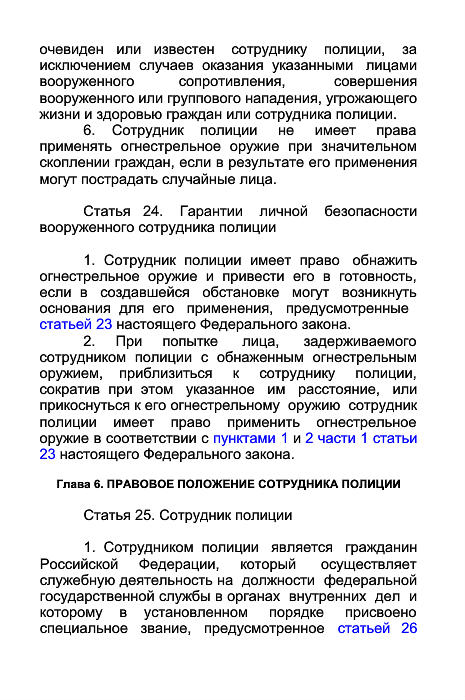 очевиден или известен сотруднику полиции, за
исключением случаев оказания указанными лицами
вооруженного сопротивления, совершения
вооруженного или группового нападения, угрожающего
жизни и здоровью граждан или сотрудника полиции.
6. Сотрудник полиции не имеет права
применять огнестрельное оружие при значительном
скоплении граждан, если в результате его применения
могут пострадать случайные лица.
Статья 24. Гарантии личной безопасности
вооруженного сотрудника полиции
1. Сотрудник полиции имеет право обнажить
огнестрельное оружие и привести его в готовность,
если в создавшейся обстановке могут возникнуть
основания для его применения, предусмотренные
статьей 23 настоящего Федерального закона.
2. При попытке лица, задерживаемого
сотрудником полиции с обнаженным огнестрельным
оружием, приблизиться к сотруднику полиции,
сократив при этом указанное им расстояние, или
прикоснуться к его огнестрельному оружию сотрудник
полиции имеет право применить огнестрельное
оружие в соответствии с пунктами 1 и 2 части 1 статьи
23 настоящего Федерального закона.
Глава 6. ПРАВОВОЕ ПОЛОЖЕНИЕ СОТРУДНИКА ПОЛИЦИИ
Статья 25. Сотрудник полиции
1. Сотрудником полиции является гражданин
Российской Федерации, который осуществляет
служебную деятельность на должности федеральной
государственной службы в органах внутренних дел и
которому в установленном порядке присвоено
специальное звание, предусмотренное статьей 26